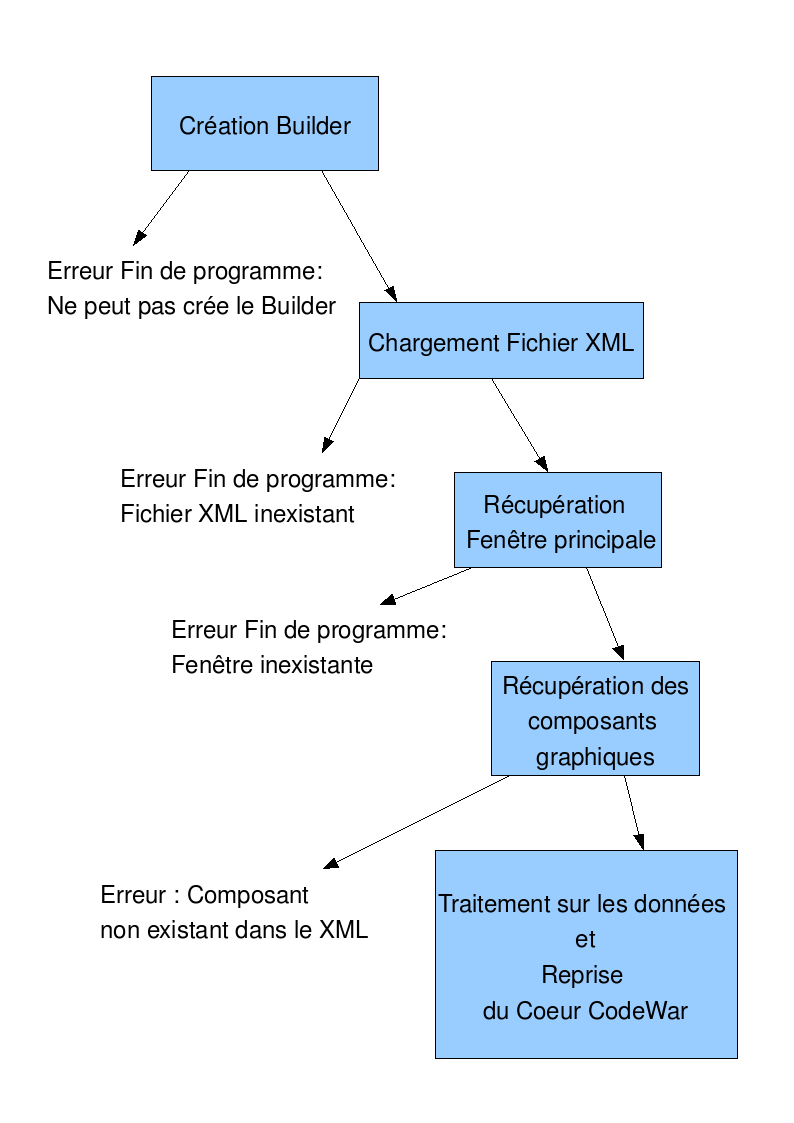 Création Builder
Erreur Fin de programme:
Ne peut pas crée le Builder
Chargement Fichier XML
Erreur Fin de programme:
Fichier XML inexistant
Récupération
Fenêtre principale
Erreur Fin de programme:
Fenêtre inexistante
Récupération des
composants
graphiques
Erreur : Composant
non existant dans le XML
Traitement sur les données
et
Reprise
du Coeur CodeWar